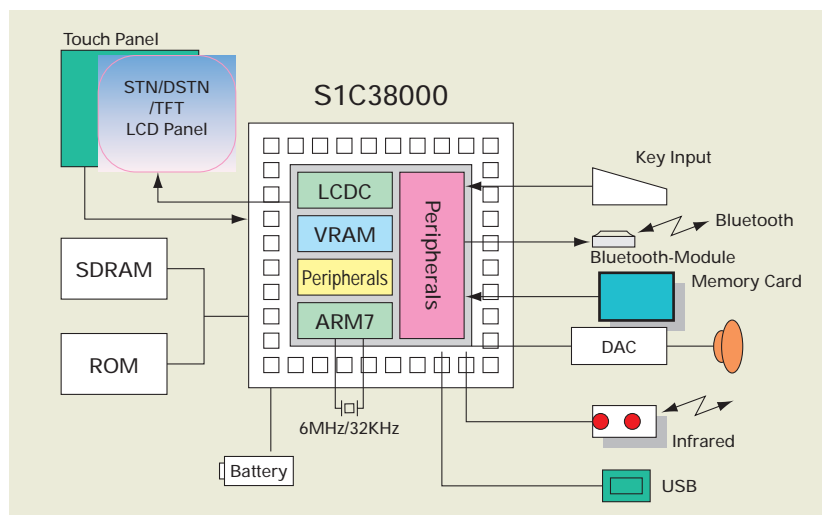 Touch Panel
STN/DSTN
/TFT
LCD Panel
S1C38000
LCDC
VRAM
Peripherals
ARM7
Peripherals
Key Input
Bluetooth
Bluetooth-Module
Memory Card
SDRAM
ROM
DAC
6MHz/32KHz
Infrared
Battery
USB